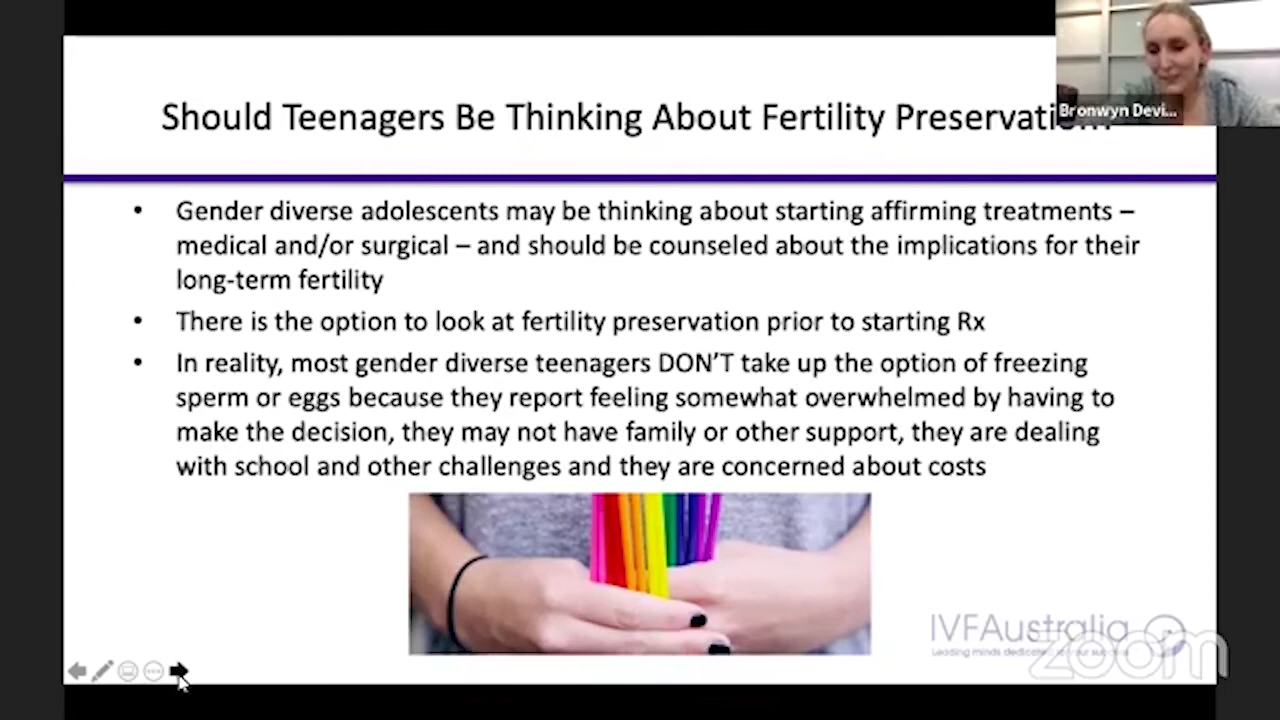 Should Teenagers Be Thinking About Fertility
Bronwyn Devi...
• Gender diverse adolescents may be thinking about starting affirming treatments –
medical and/or surgical – and should be counseled about the implications for their
long-term fertility
• There is the option to look at fertility preservation prior to starting Rx
• In reality, most gender diverse teenagers DON'T take up the option of freezing
sperm or eggs because they report feeling somewhat overwhelmed by having to
make the decision, they may not have family or other support, they are dealing
with school and other challenges and they are concerned about costs
IVFAustralia
Leading minds
zoom